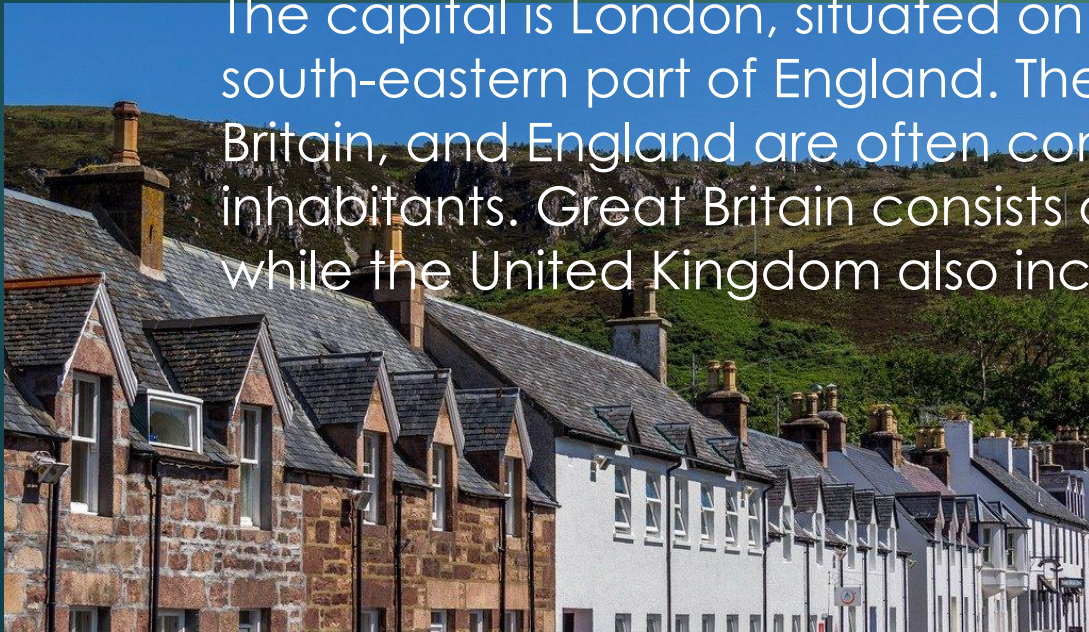 The capital is London, situated on
south-eastern part of England. The
Britain, and England are often
inhabitants. Great Britain consists
while the United Kingdom also